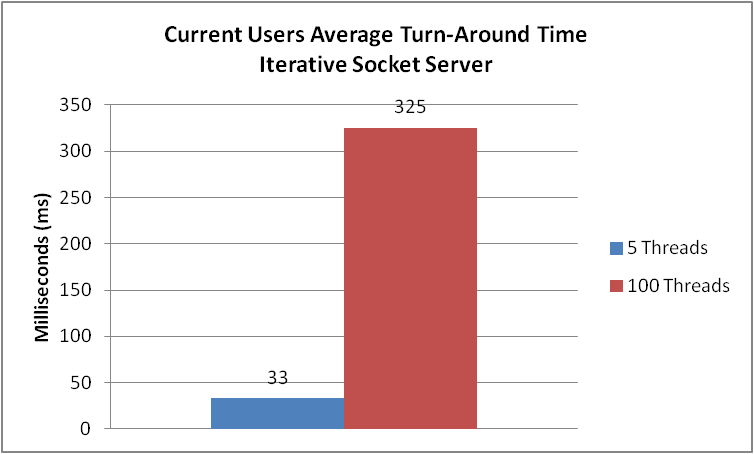 Current Users Average Turn-Around Time
Iterative Socket Server
Milliseconds (ms)
350
300
250
200
150
100
50
0
33
325
5 Threads
100 Threads